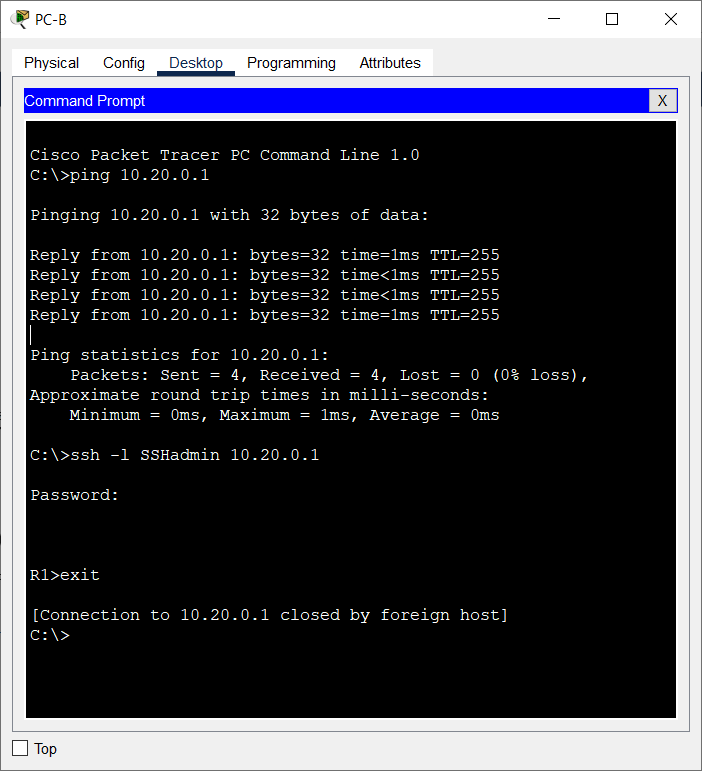 PC-B
Physical Config Desktop Programming Attributes
Command Prompt X
Cisco Packet Tracer PC Command Line 1.0
C:\>ping 10.20.0.1
Pinging 10.20.0.1 with 32 bytes of data:
Reply from 10.20.0.1: bytes=32 time=1ms TTL=255
Reply from 10.20.0.1: bytes=32 time<1ms TTL=255
Reply from 10.20.0.1: bytes=32 time<1ms TTL=255
Reply from 10.20.0.1: bytes=32 time=1ms TTL=255
Ping statistics for 10.20.0.1:
Packets: Sent = 4, Received = 4, Lost = 0 (0% loss),
Approximate round trip times in milli-seconds:
Minimum = 0ms, Maximum = 1ms, Average = 0ms
C:\>ssh -l SSHadmin 10.20.0.1
Password:
R1>exit
[Connection to 10.20.0.1 closed by foreign host]
C:\>
Top